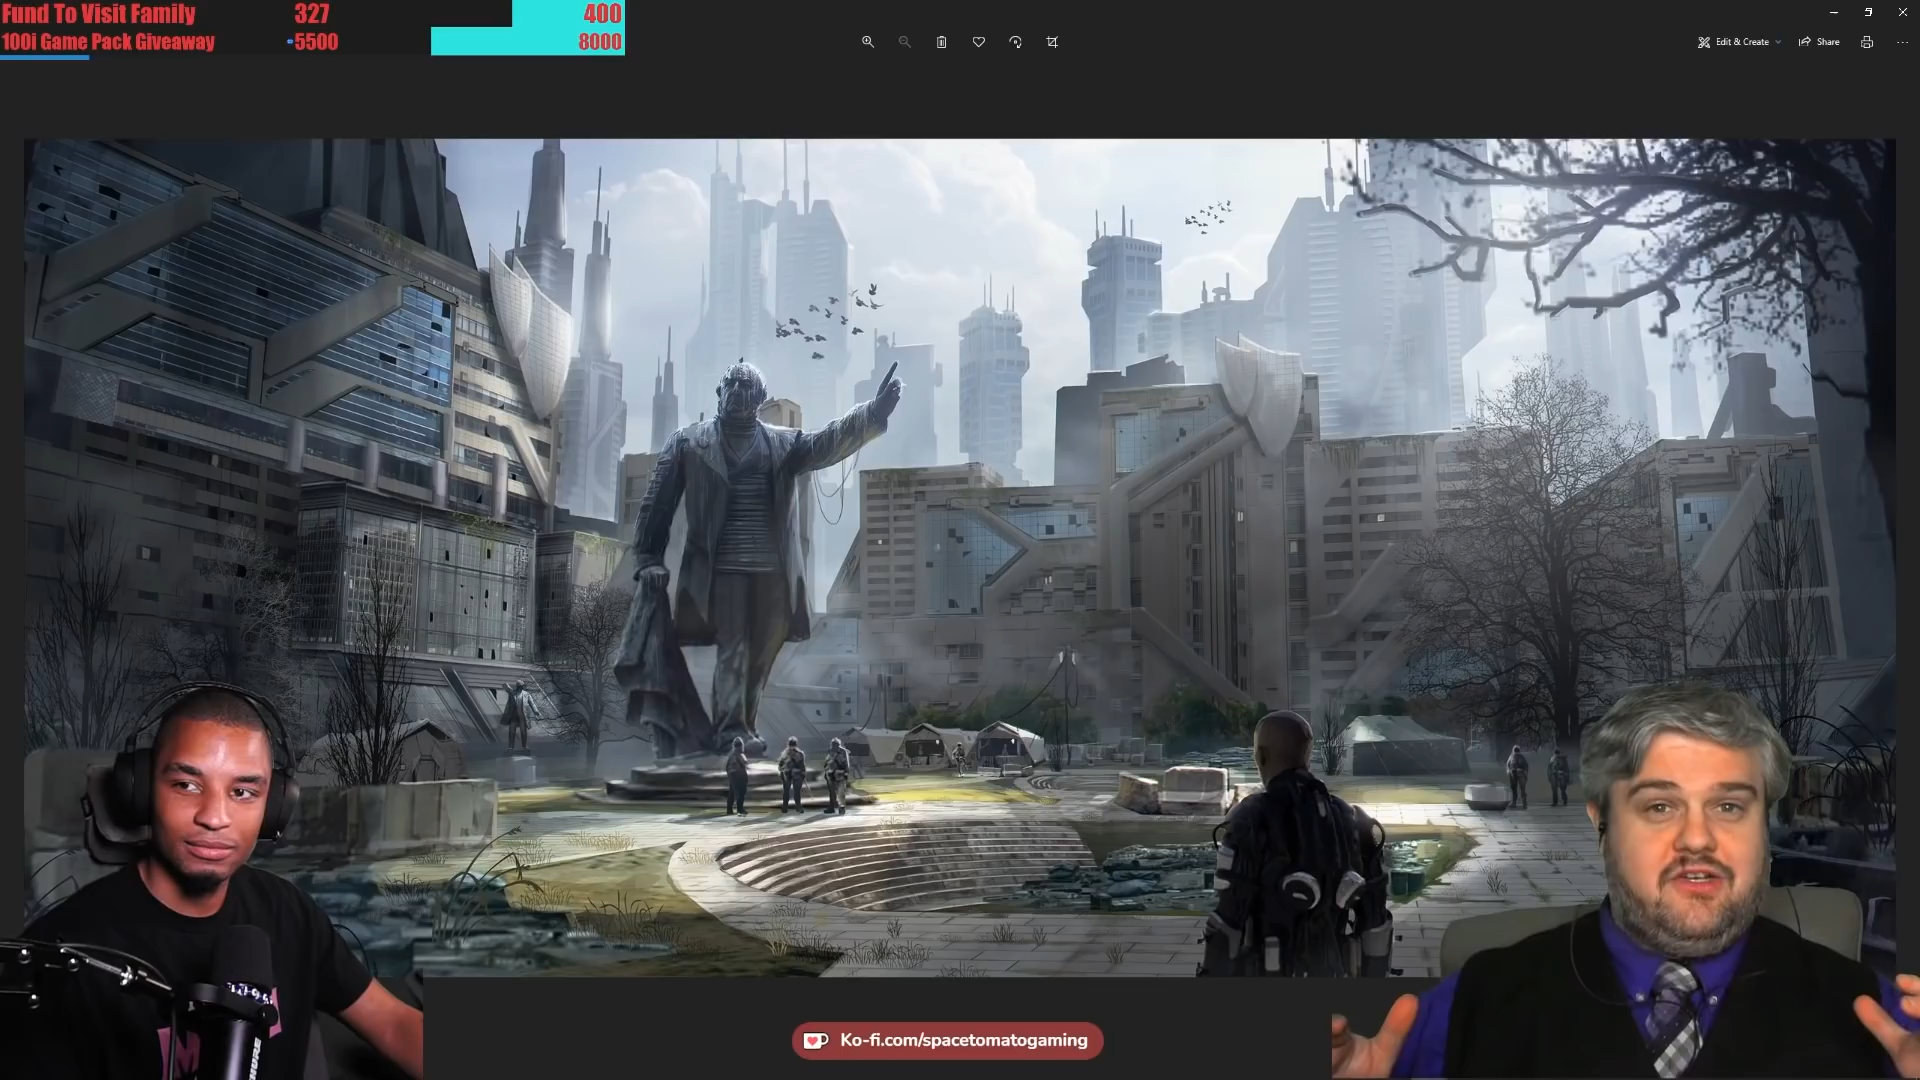 Fund To Visit Family 327 400
100i Game Pack Giveaway 5500 8000
Edit & Create
Share
Ko-fi.com/spacetomatogaming